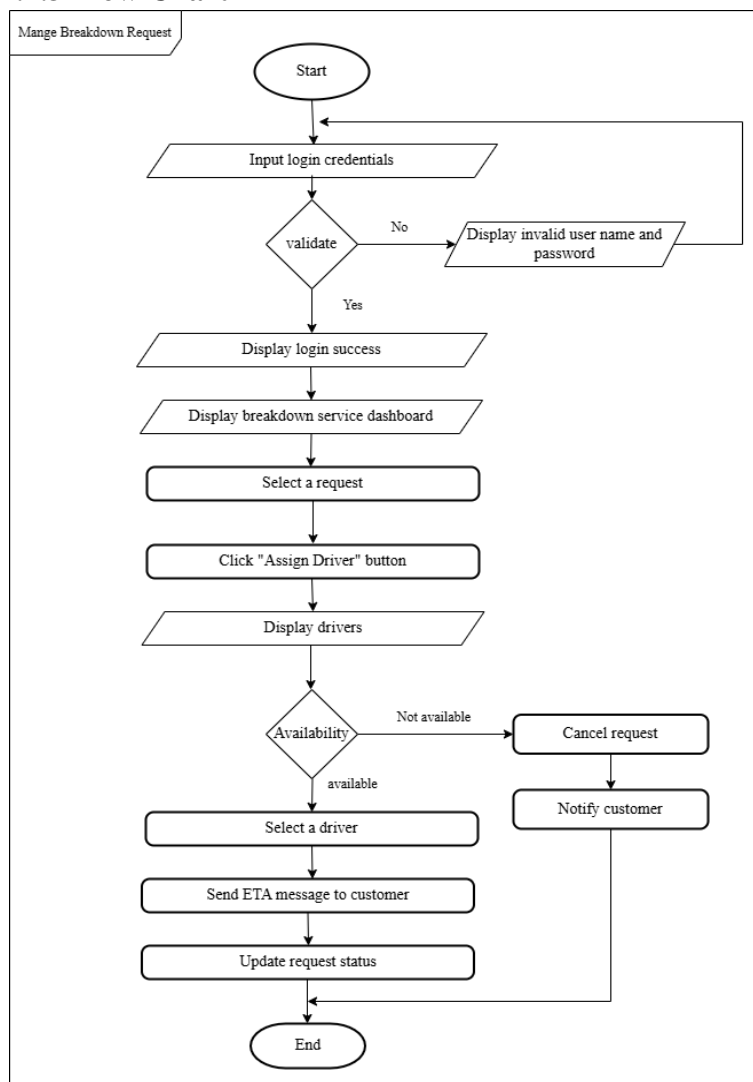 Mange Breakdown Request
Start
Input login credentials
validate
No
Display invalid user name and
password
Yes
Display login success
Display breakdown service dashboard
Select a request
Click "Assign Driver" button
Display drivers
Availability
Not available
Cancel request
available
Notify customer
Select a driver
Send ETA message to customer
Update request status
End